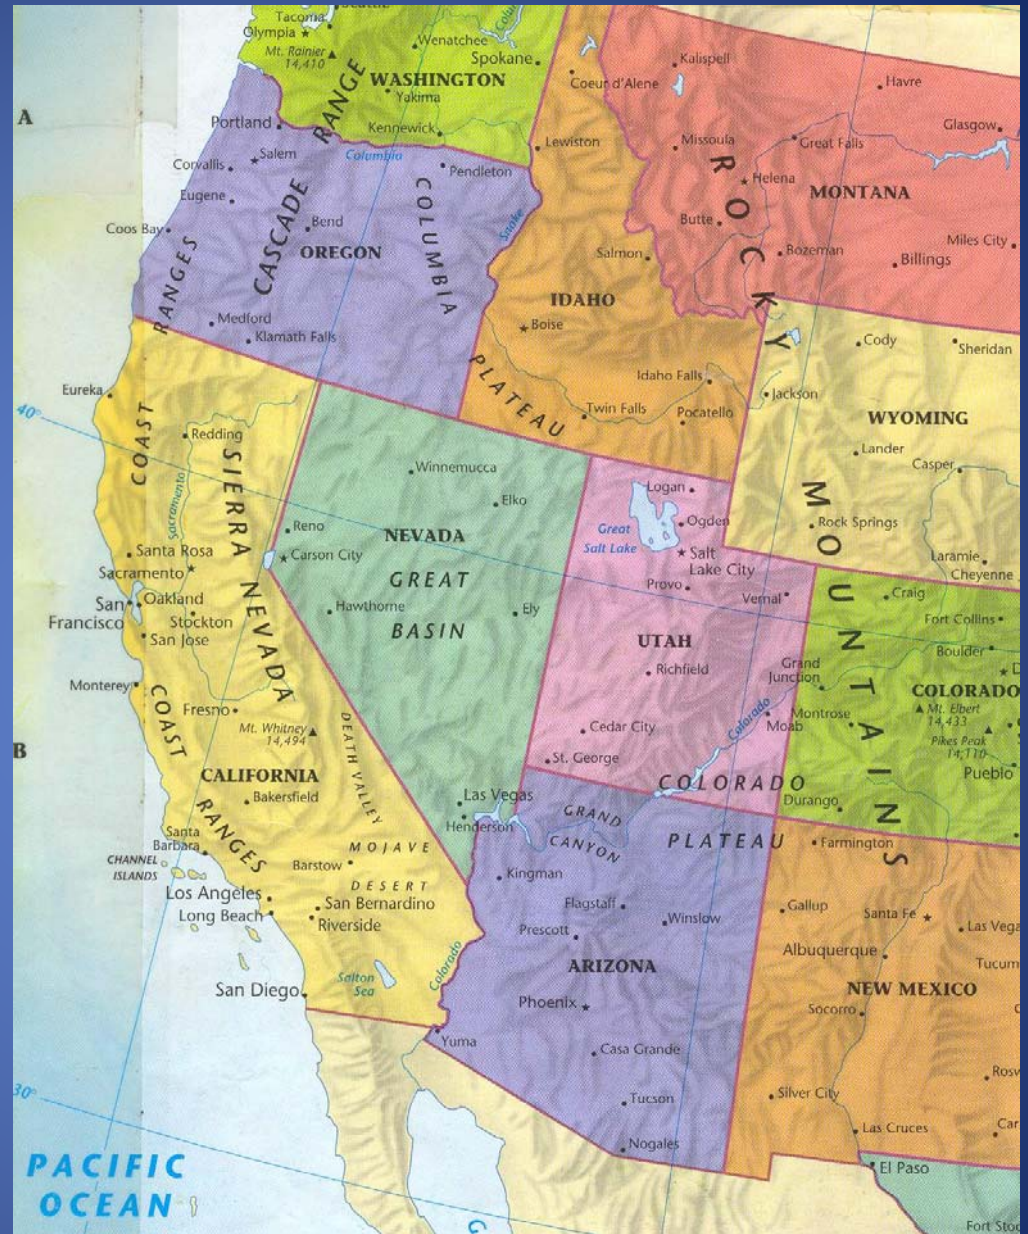 Tacoma
Seattle
Olympia
Mt. Rainier
14,410
Wenatchee
Spokane
WASHINGTON
Yakima
Kennewick
Coeur d'Alene
Kalispell
Havre
Glasgow
A
Portland
RANGE
Columbia
Lewiston
Missoula
Great Falls
Corvallis
Salem
Pendleton
Helena
MONTANA
Eugene
Coos Bay
CASCADE
Bend
OREGON
COLUMBIA
Snake
Salmon
Butte
Bozeman
Billings
Miles City
ROCKY
RANGES
IDAHO
Medford
Boise
Klamath Falls
Cody
Sheridan
PLATEAU
Idaho Falls
Jackson
Eureka
40°
Twin Falls
Pocatello
WYOMING
COAST
Redding
SIERRA NEVADA
Winnemucca
Lander
Casper
Sacramento
Elko
Logan
MOUNTAINS
Reno
NEVADA
Great
Salt Lake
Ogden
Rock Springs
Santa Rosa
Carson City
Salt
Lake City
Laramie
Sacramento
GREAT
Provo
Cheyenne
San
Francisco
Oakland
Stockton
San Jose
Hawthorne
Ely
Vernal
Craig
BASIN
Fort Collins
UTAH
Boulder
Monterey
COAST
Richfield
Grand
Junction
D
COLORADO
Fresno
Mt. Whitney
14,494
DEATH VALLEY
Cedar City
Colorado
Moab
Montrose
Mt. Elbert
14,433
Pikes Peak
14,110
B
St. George
CALIFORNIA
Bakersfield
Las Vegas
COLORADO
Pueblo
RANGES
Henderson
GRAND
CANYON
PLATEAU
Durango
Santa
Barbara
MOJAVE
Farmington
CHANNEL
ISLANDS
Barstow
DESERT
Kingman
Los Angeles
San Bernardino
Flagstaff
Winslow
Gallup
Santa Fe
Long Beach
Riverside
Prescott
Las Vega
Albuquerque
Colorado
ARIZONA
Tucum
San Diego
Salton
Sea
Phoenix
NEW MEXICO
Socorro
Yuma
Casa Grande
Rosw
30°
Tucson
Silver City
Las Cruces
Car
Nogales
PACIFIC
OCEAN
El Paso
G
Fort Stoc